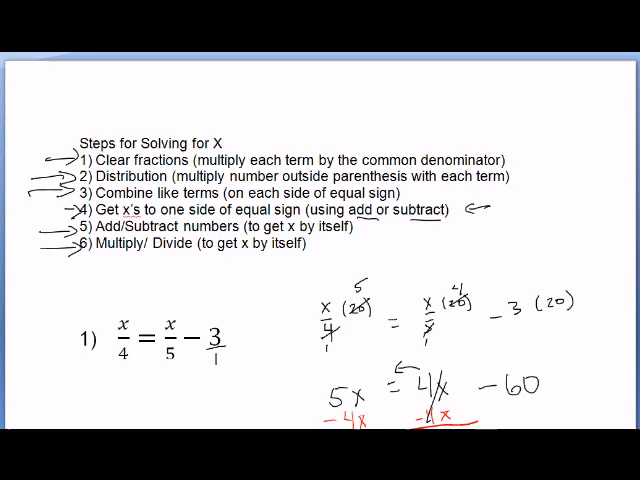 Steps for Solving for X
1) Clear fractions (multiply each term by the common denominator)
2) Distribution (multiply number outside parenthesis with each term)
3) Combine like terms (on each side of equal sign)
4) Get x's to one side of equal sign (using add or subtract)
5) Add/Subtract numbers (to get x by itself)
6) Multiply/ Divide (to get x by itself)
1) x/4 = x/5 − 3/1
5 4
x/4 (20) = x/5 (20) − 3 (20)
1 1
5x = 4x − 60
− 4x − 4x